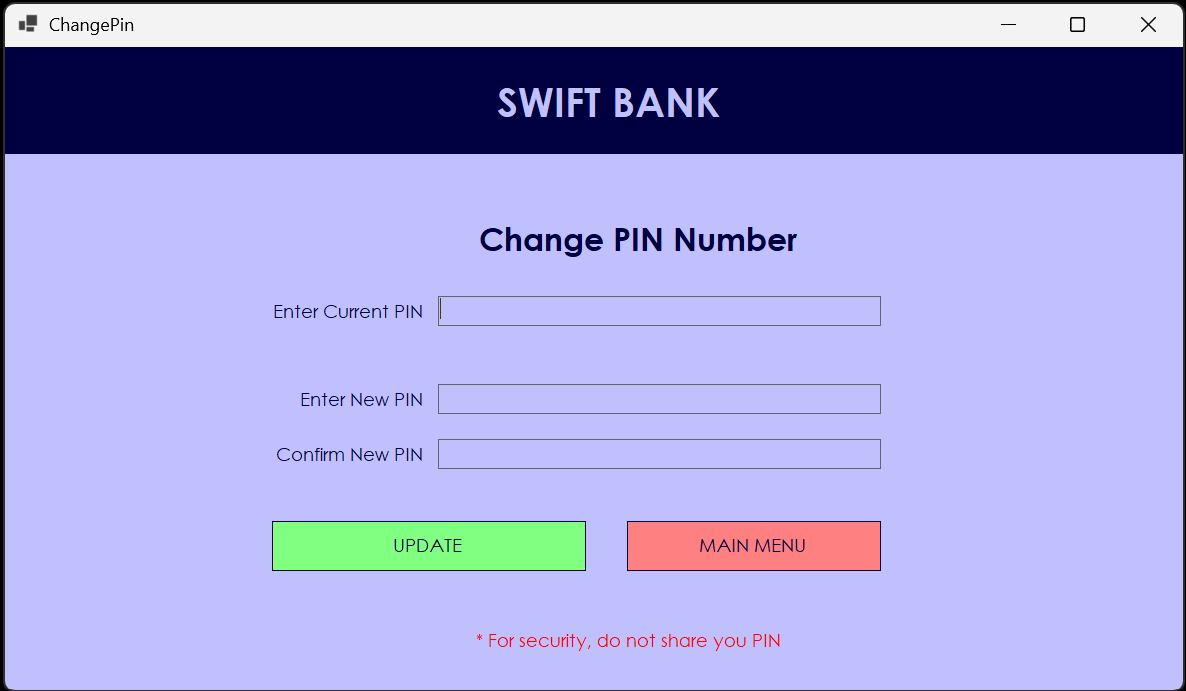 ChangePin
SWIFT BANK
Change PIN Number
Enter Current PIN
Enter New PIN
Confirm New PIN
UPDATE
MAIN MENU
* For security, do not share you PIN